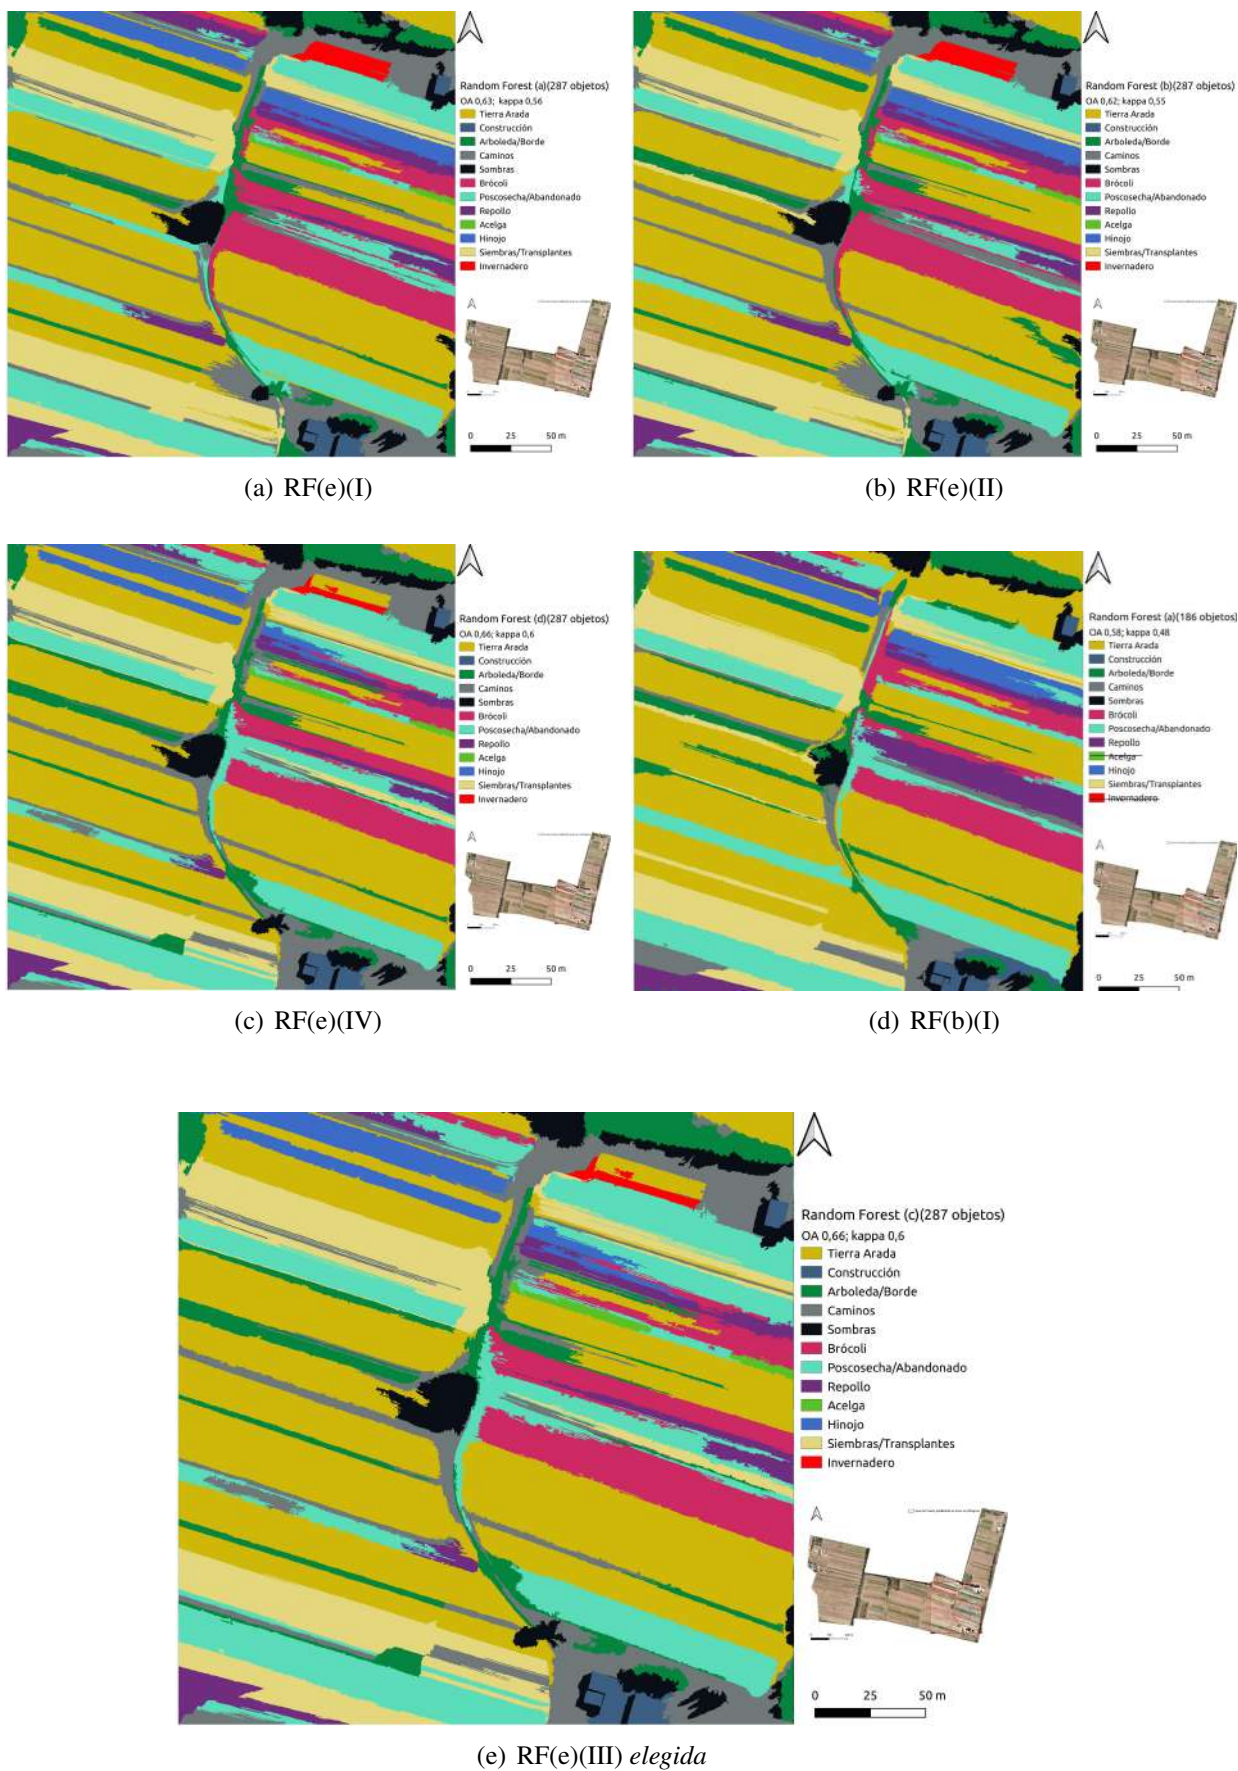 Random Forest (a)(287 objetos)
OA 0,63; kappa 0,56
Tierra Arada
Construcción
Arboleda/Borde
Caminos
Sombras
Brócoli
Poscosecha/Abandonado
Repollo
Acelga
Hinojo
Siembras/Transplantes
Invernadero
0 25 50 m
(a) RF(e)(I)
Random Forest (b)(287 objetos)
OA 0,62; kappa 0,55
Tierra Arada
Construcción
Arboleda/Borde
Caminos
Sombras
Brócoli
Poscosecha/Abandonado
Repollo
Acelga
Hinojo
Siembras/Transplantes
Invernadero
0 25 50 m
(b) RF(e)(II)
Random Forest (d)(287 objetos)
OA 0,66; kappa 0,6
Tierra Arada
Construcción
Arboleda/Borde
Caminos
Sombras
Brócoli
Poscosecha/Abandonado
Repollo
Acelga
Hinojo
Siembras/Transplantes
Invernadero
0 25 50 m
(c) RF(e)(IV)
Random Forest (a)(186 objetos)
OA 0,58; kappa 0,48
Tierra Arada
Construcción
Arboleda/Borde
Caminos
Sombras
Brócoli
Poscosecha/Abandonado
Repollo
Acelga
Hinojo
Siembras/Transplantes
Invernadero
0 25 50 m
(d) RF(b)(I)
Random Forest (c)(287 objetos)
OA 0,66; kappa 0,6
Tierra Arada
Construcción
Arboleda/Borde
Caminos
Sombras
Brócoli
Poscosecha/Abandonado
Repollo
Acelga
Hinojo
Siembras/Transplantes
Invernadero
0 25 50 m
(e) RF(e)(III) elegida